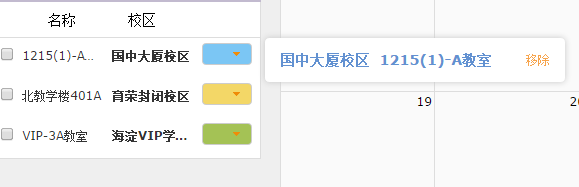 名称 校区
1215(1)-A... 国中大厦校区
国中大厦校区 1215(1)-A教室 移除
北教学楼401A 育荣封闭校区
19
VIP-3A教室 海淀VIP学...